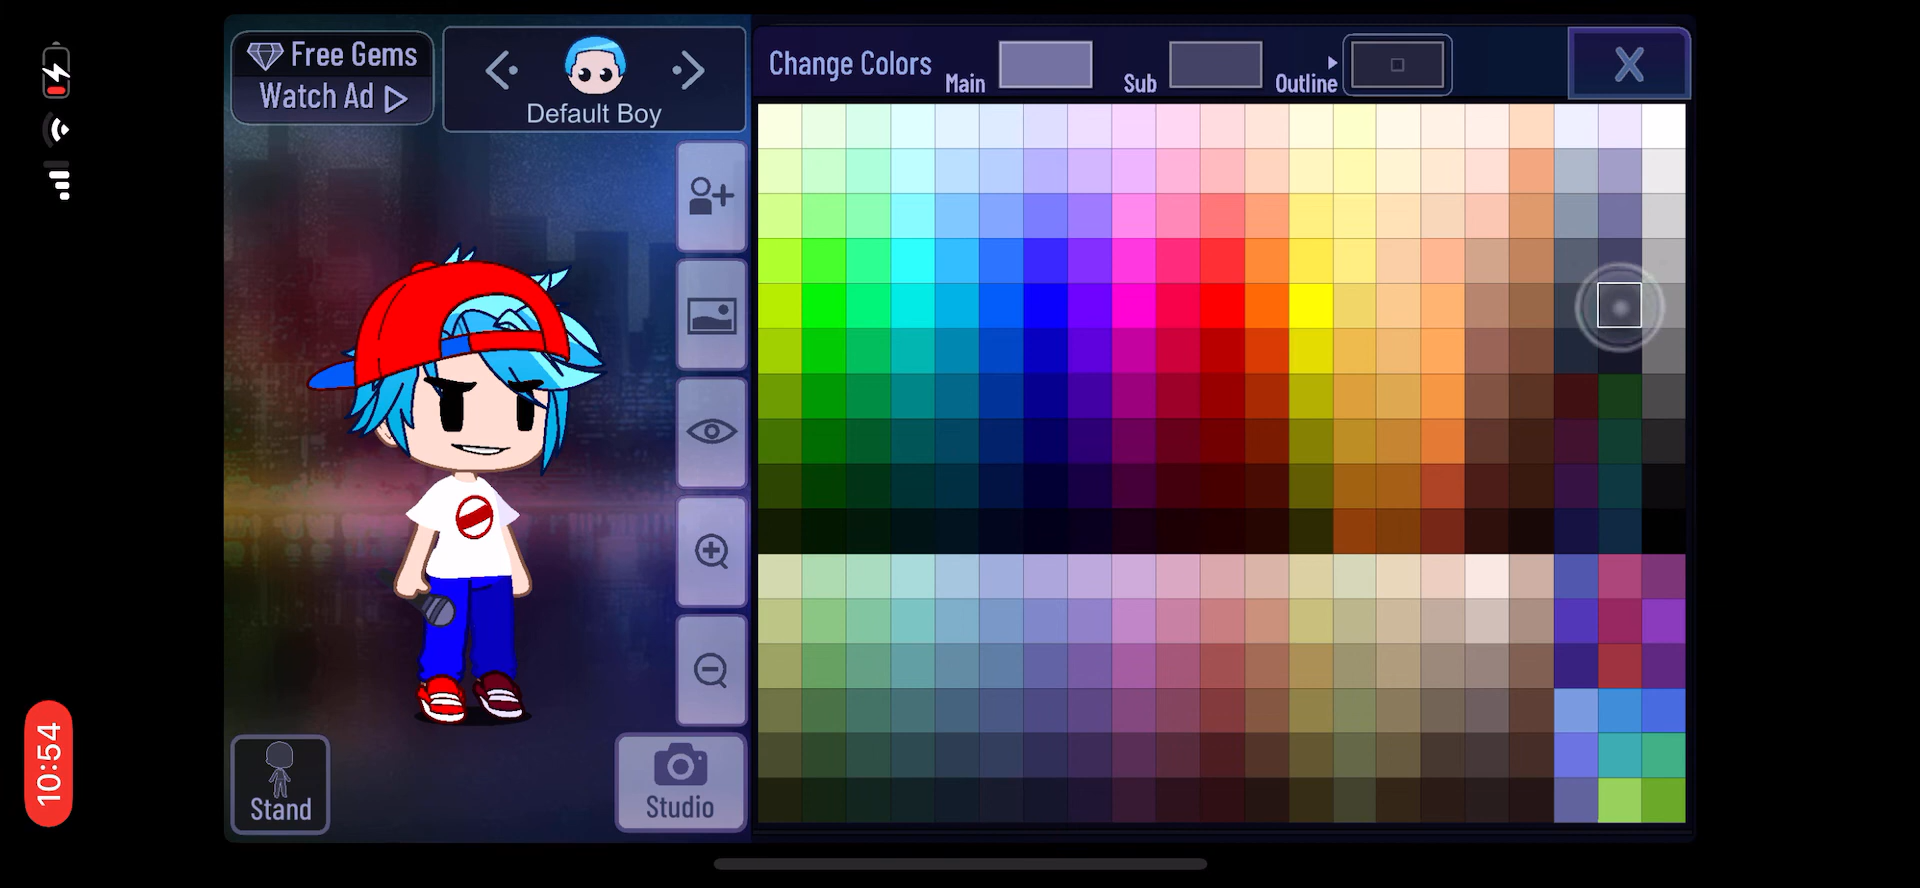 Free Gems
Watch Ad
Default Boy
Change Colors
Main
Sub
Outline
X
10:54
Stand
Studio